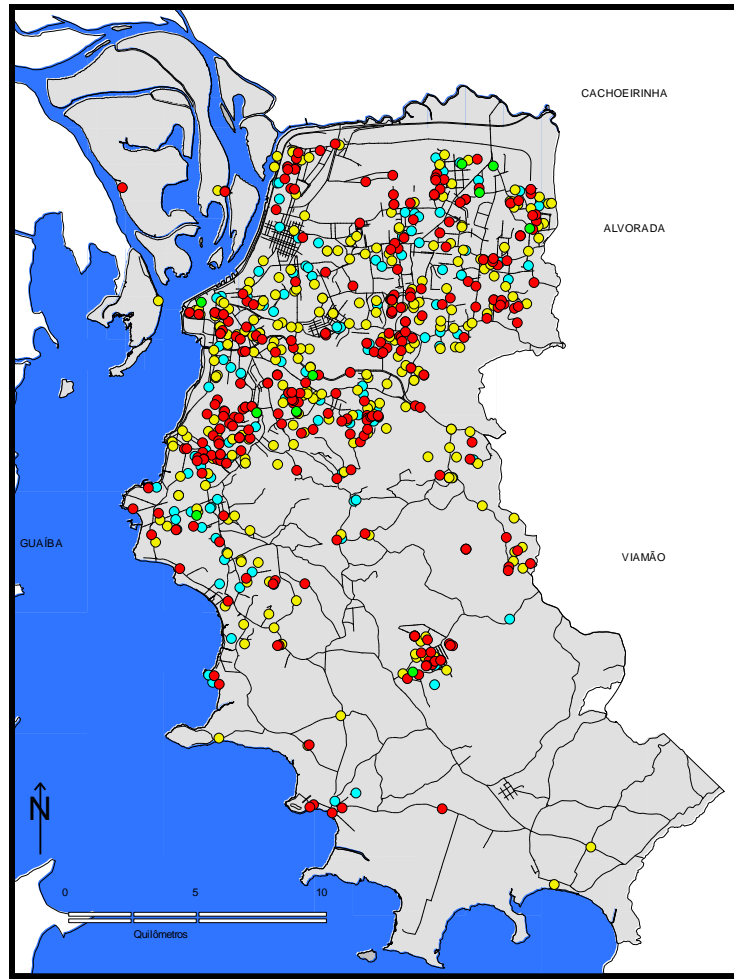 CACHOEIRINHA
ALVORADA
GUAÍBA
VIAMÃO
N
0 5 10
Quilômetros